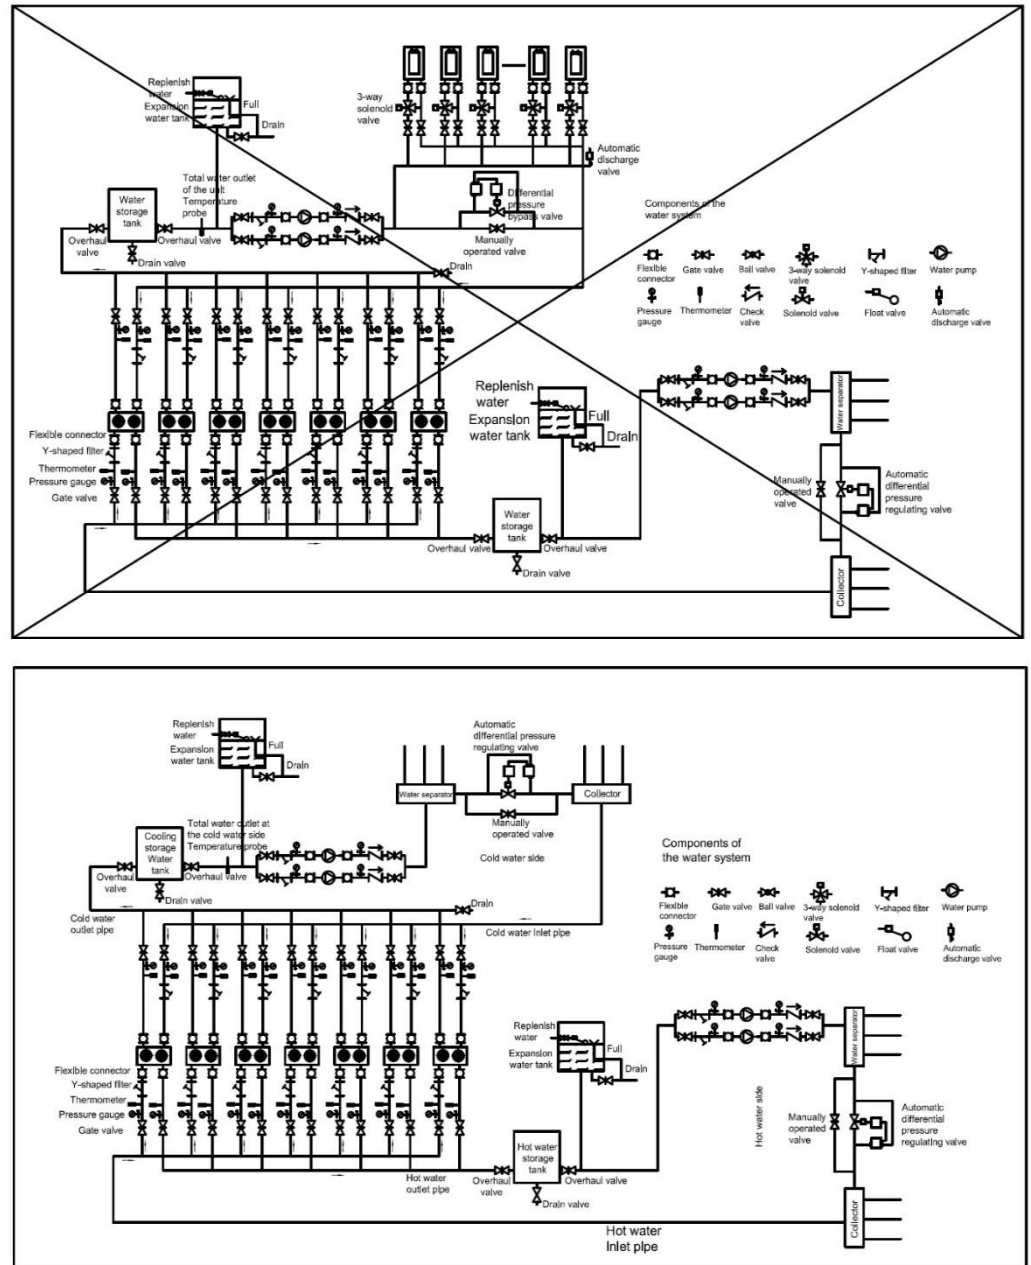 Replenish
water
Expansion
water tank
Full
Drain
3-way
solenoid
valve
Automatic
discharge
valve
Total water outlet
of the unit
Temperature
probe
Differential
pressure
bypass valve
Components of the
water system
Water
storage
tank
Overhaul
valve
Overhaul valve
Drain valve
Manually
operated valve
Drain
Flexible
connector
Gate valve
Ball valve
3-way solenoid
valve
Y-shaped filter
Water pump
Pressure
gauge
Thermometer
Check
valve
Solenoid valve
Float valve
Automatic
discharge valve
Replenish
water
Expansion
water tank
Full
Drain
Water separator
Flexible connector
Y-shaped filter
Thermometer
Pressure gauge
Gate valve
Manually
operated
valve
Automatic
differential
pressure
regulating valve
Water
storage
tank
Overhaul valve
Overhaul valve
Drain valve
Collector
Replenish
water
Expansion
water tank
Full
Drain
Automatic
differential pressure
regulating valve
Water separator
Collector
Manually
operated valve
Cold water side
Total water outlet at
the cold water side
Temperature probe
Cooling
storage
Water
tank
Overhaul
valve
Overhaul valve
Drain valve
Components of
the water system
Cold water
outlet pipe
Drain
Cold water Inlet pipe
Flexible
connector
Gate valve
Ball valve
3-way solenoid
valve
Y-shaped filter
Water pump
Pressure
gauge
Thermometer
Check
valve
Solenoid valve
Float valve
Automatic
discharge valve
Replenish
water
Expansion
water tank
Full
Drain
Water separator
Flexible connector
Y-shaped filter
Thermometer
Pressure gauge
Gate valve
Hot water side
Manually
operated
valve
Automatic
differential
pressure
regulating valve
Hot water
storage
tank
Hot water
outlet pipe
Overhaul
valve
Overhaul valve
Drain valve
Collector
Hot water
Inlet pipe